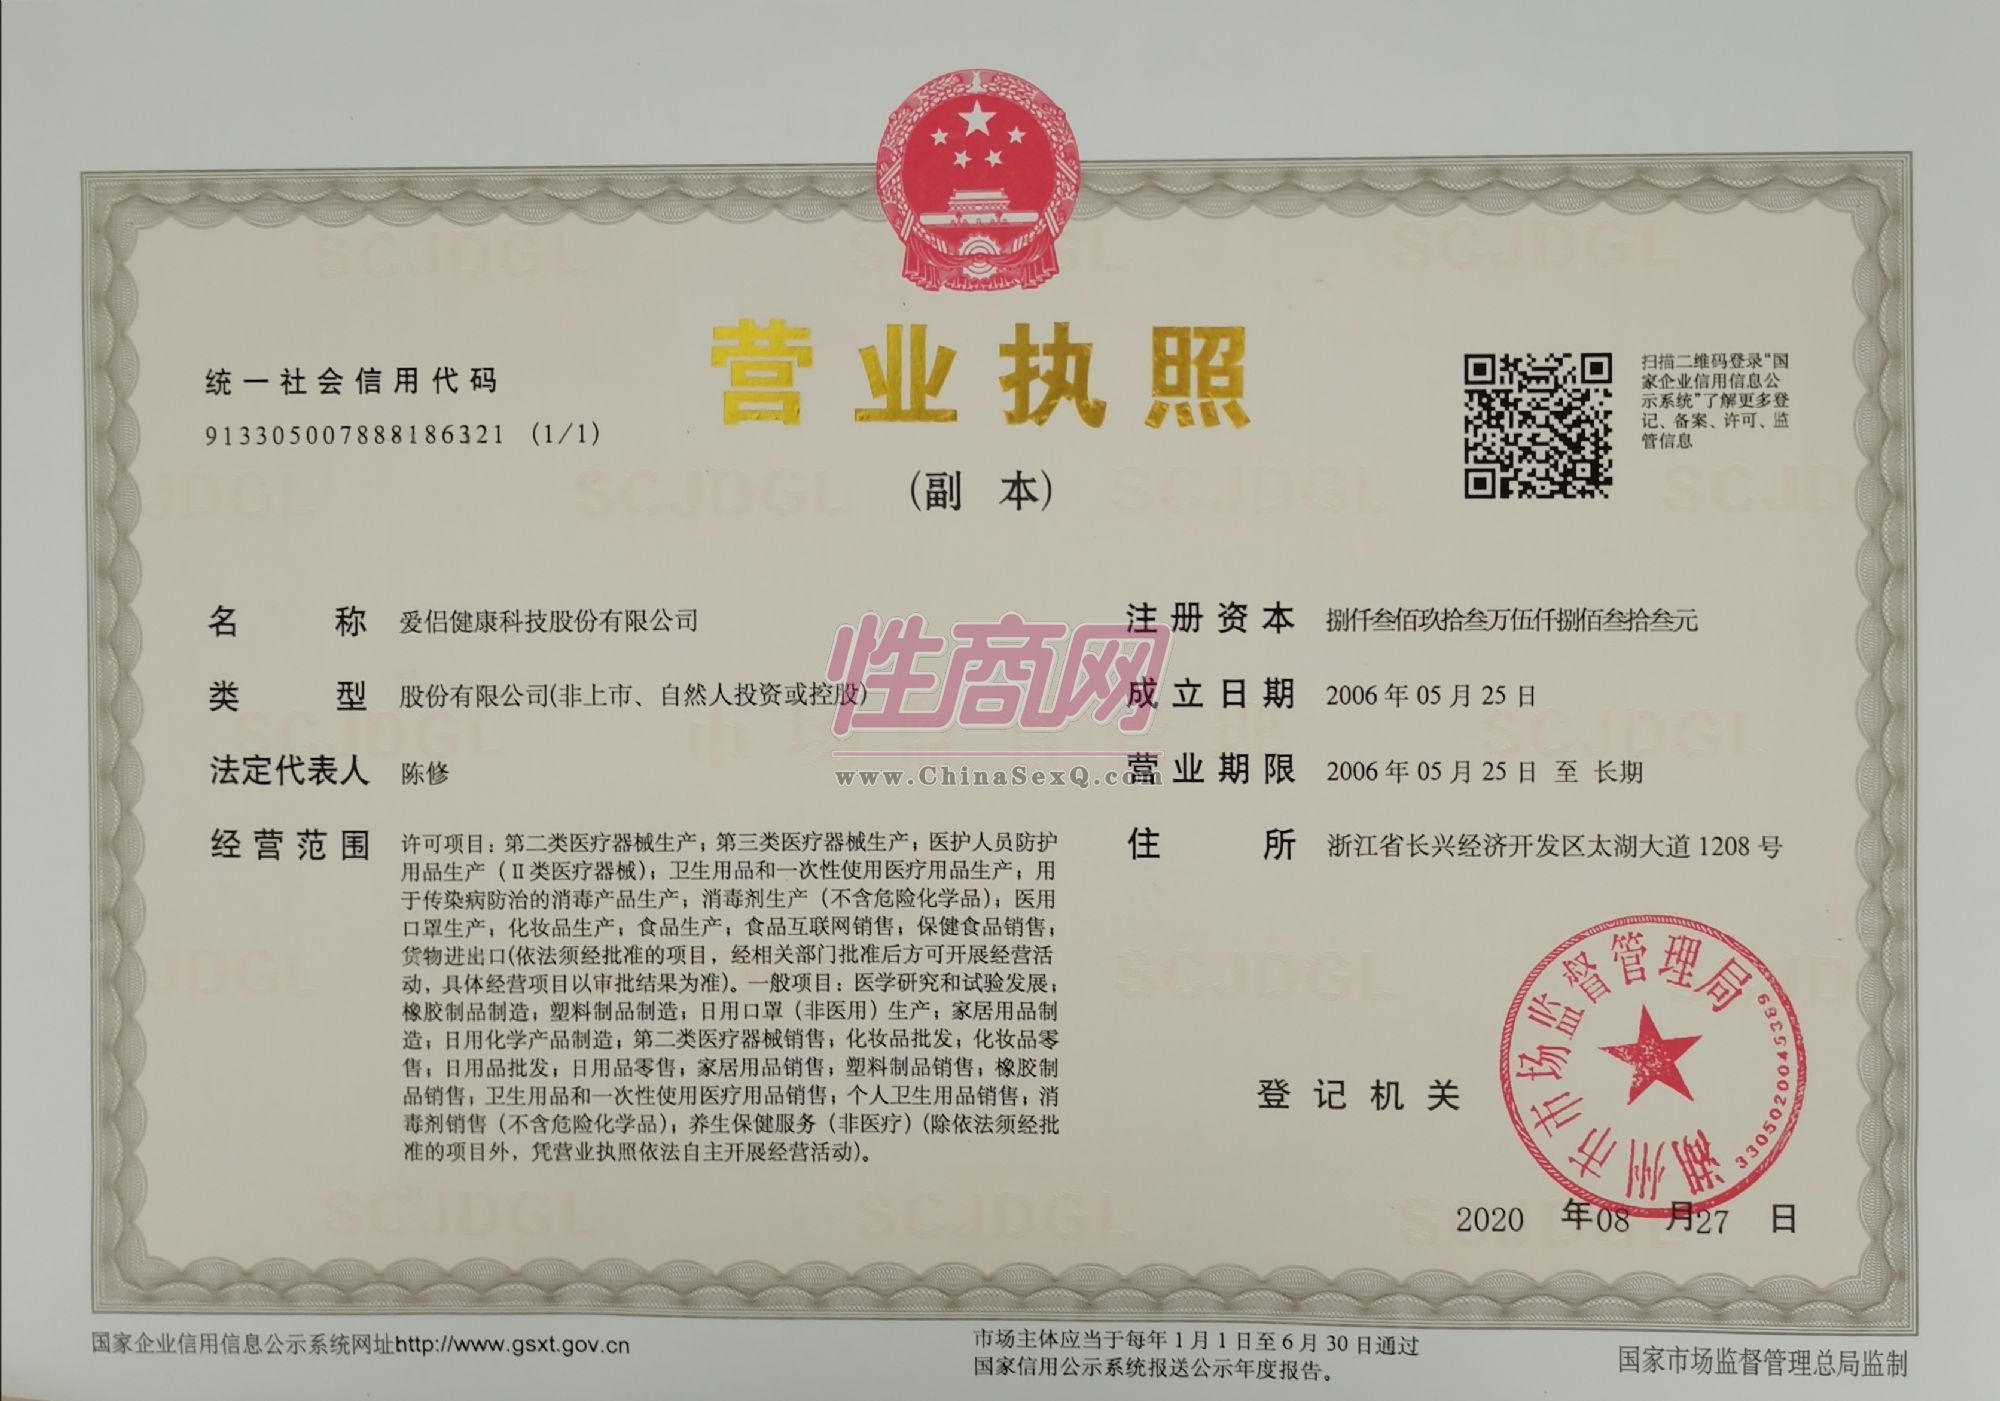 营业执照
(副 本)
统一社会信用代码
913305007888186321 (1/1)
扫描二维码登录“国
家企业信用信息公
示系统”了解更多登
记、备案、许可、监
管信息
名 称 爱侣健康科技股份有限公司
类 型 股份有限公司(非上市、自然人投资或控股)
法定代表人 陈修
经营范围 许可项目：第二类医疗器械生产；第三类医疗器械生产；医护人员防护
用品生产（Ⅱ类医疗器械）；卫生用品和一次性使用医疗用品生产；用
于传染病防治的消毒产品生产；消毒剂生产（不含危险化学品）；医用
口罩生产；化妆品生产；食品生产；食品互联网销售；保健食品销售；
货物进出口(依法须经批准的项目，经相关部门批准后方可开展经营活
动，具体经营项目以审批结果为准)。一般项目：医学研究和试验发展；
橡胶制品制造；塑料制品制造；日用口罩（非医用）生产；家居用品制
造；日用化学产品制造；第二类医疗器械销售；化妆品批发；化妆品零
售；日用品批发；日用品零售；家居用品销售；塑料制品销售；橡胶制
品销售；卫生用品和一次性使用医疗用品销售；个人卫生用品销售；消
毒剂销售（不含危险化学品）；养生保健服务（非医疗）(除依法须经批
准的项目外，凭营业执照依法自主开展经营活动)。
注册资本 捌仟叁佰玖拾叁万伍仟捌佰叁拾叁元
成立日期 2006年05月25日
营业期限 2006年05月25日 至 长期
住 所 浙江省长兴经济开发区太湖大道1208号
性商网
www.ChinaSexQ.com
登记机关
湖州市市场监督管理局
3305020045389
2020 年08 月27 日
国家企业信用信息公示系统网址http://www.gsxt.gov.cn
市场主体应当于每年1月1日至6月30日通过
国家信用公示系统报送公示年度报告。
国家市场监督管理总局监制